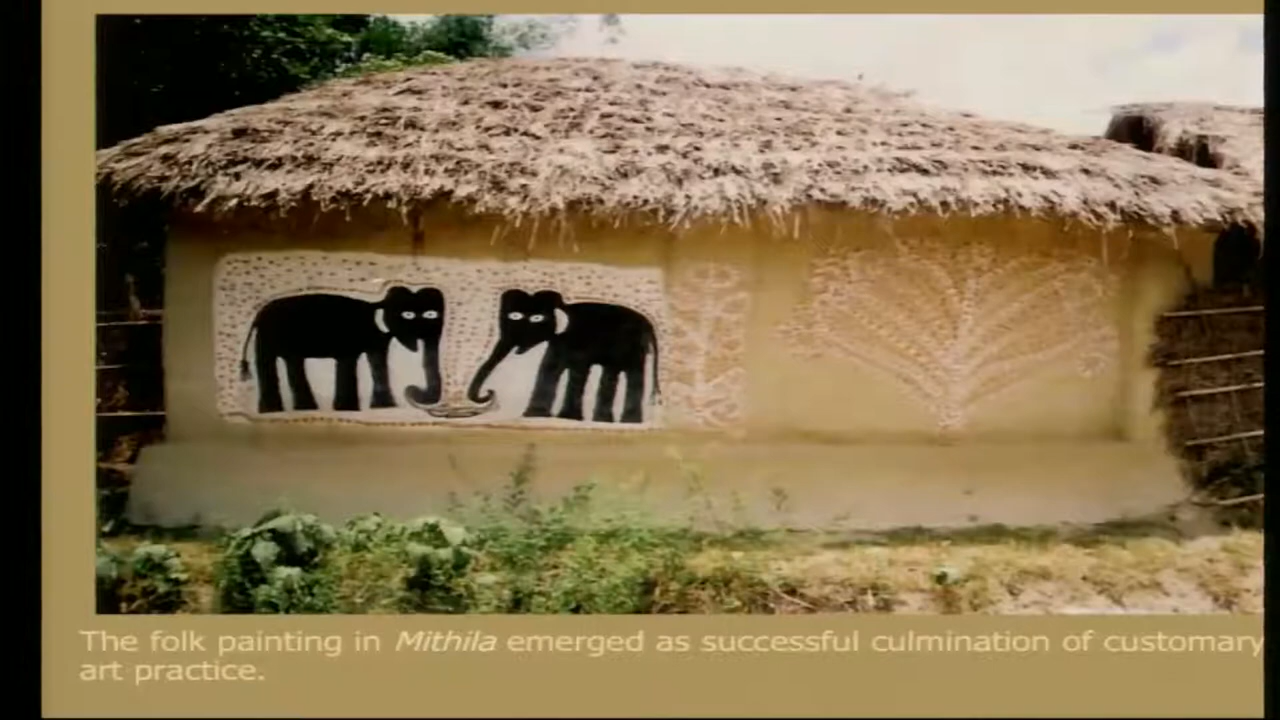 The folk painting in Mithila emerged as successful culmination of customary
art practice.